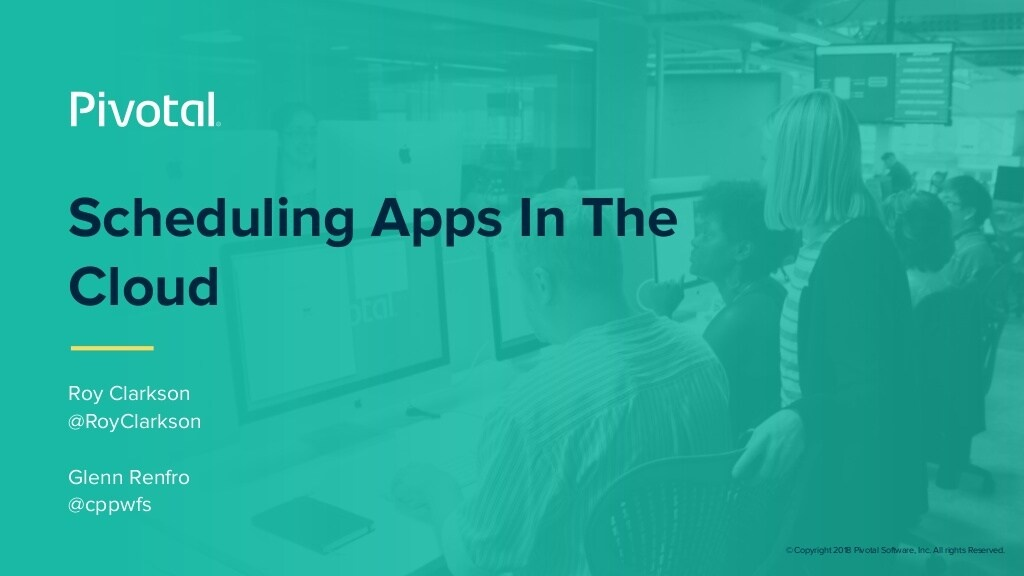 Pivotal
Scheduling Apps In The
Cloud
Roy Clarkson
@RoyClarkson
Glenn Renfro
@cppwfs
© Copyright 2018 Pivotal Software, Inc. All rights Reserved.